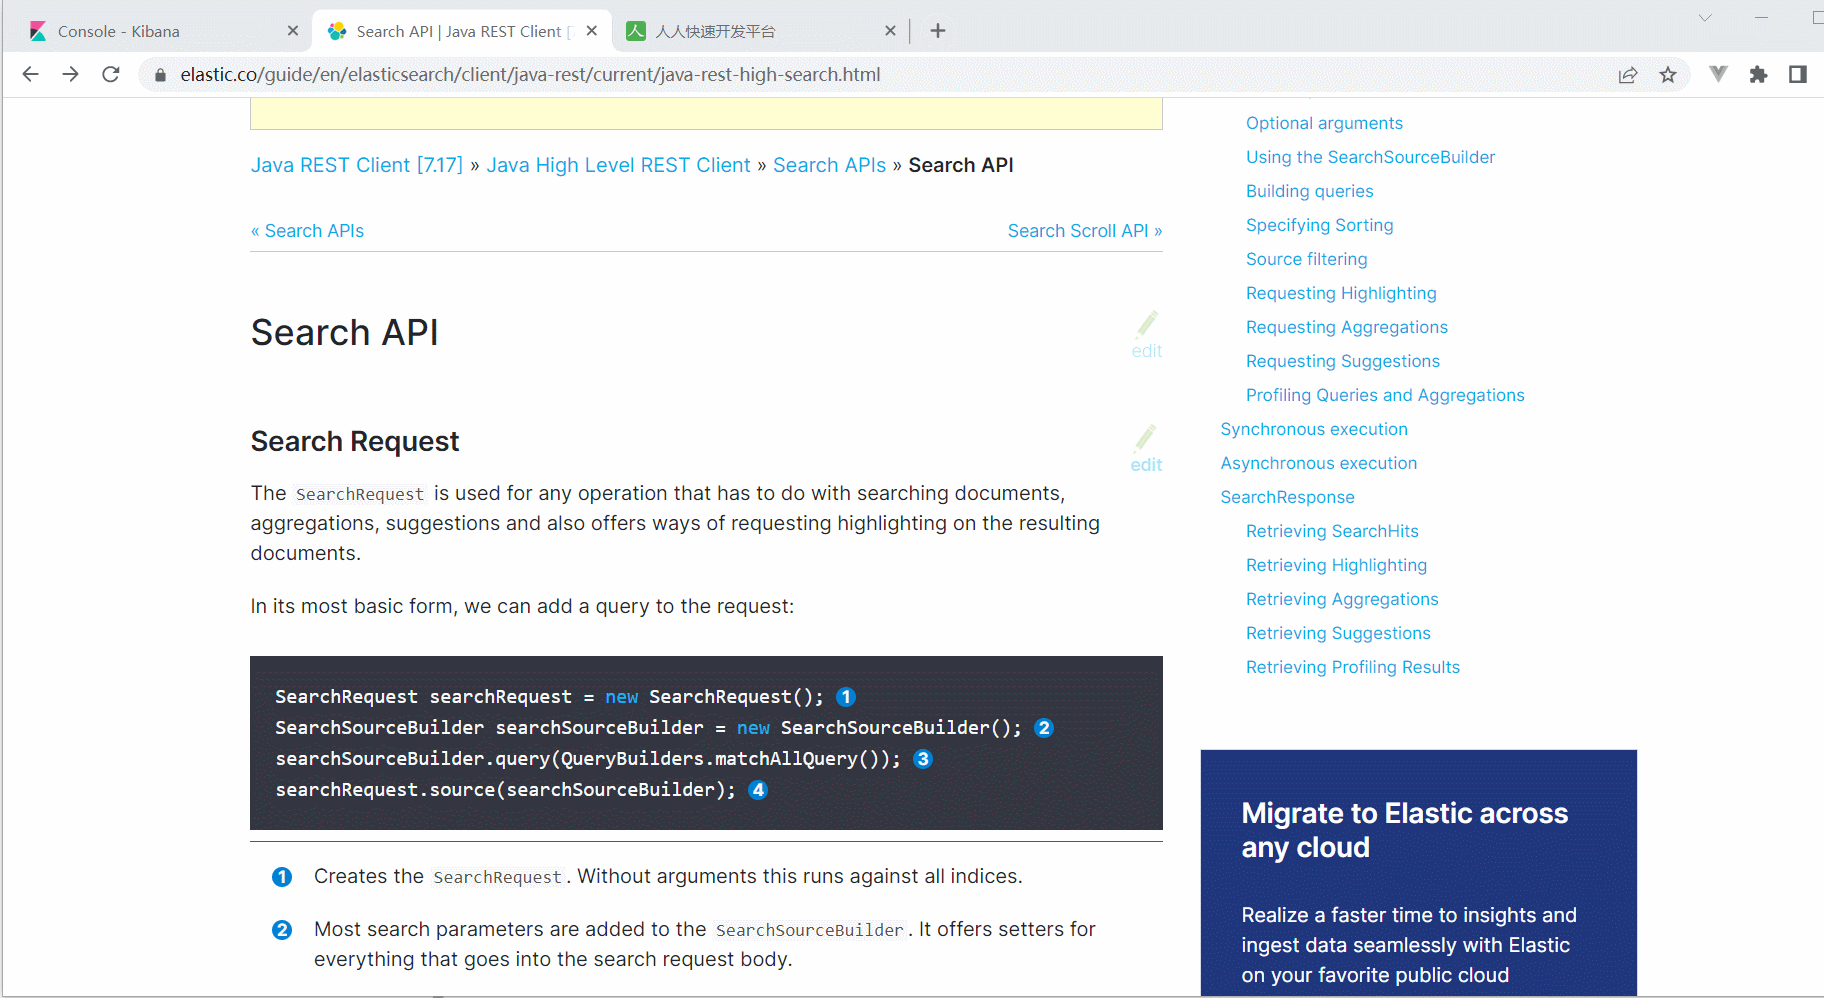 Console - Kibana
Search API | Java REST Client [
人人快速开发平台
elastic.co/guide/en/elasticsearch/client/java-rest/current/java-rest-high-search.html
Java REST Client [7.17] » Java High Level REST Client » Search APIs » Search API
« Search APIs
Search Scroll API »
Search API
edit
Search Request
edit
The SearchRequest is used for any operation that has to do with searching documents,
aggregations, suggestions and also offers ways of requesting highlighting on the resulting
documents.
In its most basic form, we can add a query to the request:
SearchRequest searchRequest = new SearchRequest(); 1
SearchSourceBuilder searchSourceBuilder = new SearchSourceBuilder(); 2
searchSourceBuilder.query(QueryBuilders.matchAllQuery()); 3
searchRequest.source(searchSourceBuilder); 4
1 Creates the SearchRequest. Without arguments this runs against all indices.
2 Most search parameters are added to the SearchSourceBuilder. It offers setters for
everything that goes into the search request body.
Optional arguments
Using the SearchSourceBuilder
Building queries
Specifying Sorting
Source filtering
Requesting Highlighting
Requesting Aggregations
Requesting Suggestions
Profiling Queries and Aggregations
Synchronous execution
Asynchronous execution
SearchResponse
Retrieving SearchHits
Retrieving Highlighting
Retrieving Aggregations
Retrieving Suggestions
Retrieving Profiling Results
Migrate to Elastic across
any cloud
Realize a faster time to insights and
ingest data seamlessly with Elastic
on your favorite public cloud